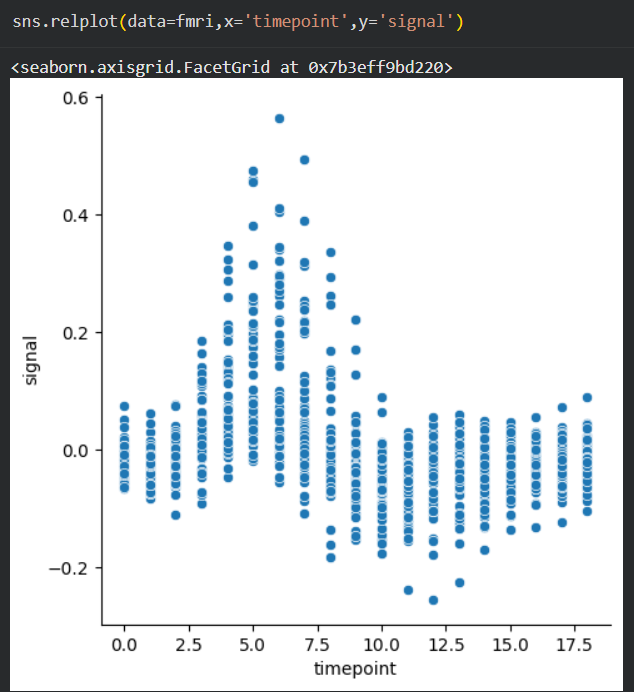 sns.relplot(data=fmri,x='timepoint',y='signal')
<seaborn.axisgrid.FacetGrid at 0x7b3eff9bd220>
0.6
0.4
0.2
0.0
−0.2
signal
0.0 2.5 5.0 7.5 10.0 12.5 15.0 17.5
timepoint